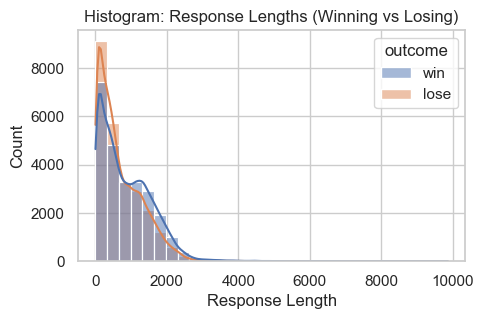 Histogram: Response Lengths (Winning vs Losing)
outcome
win
lose
Count
8000
6000
4000
2000
0
0 2000 4000 6000 8000 10000
Response Length